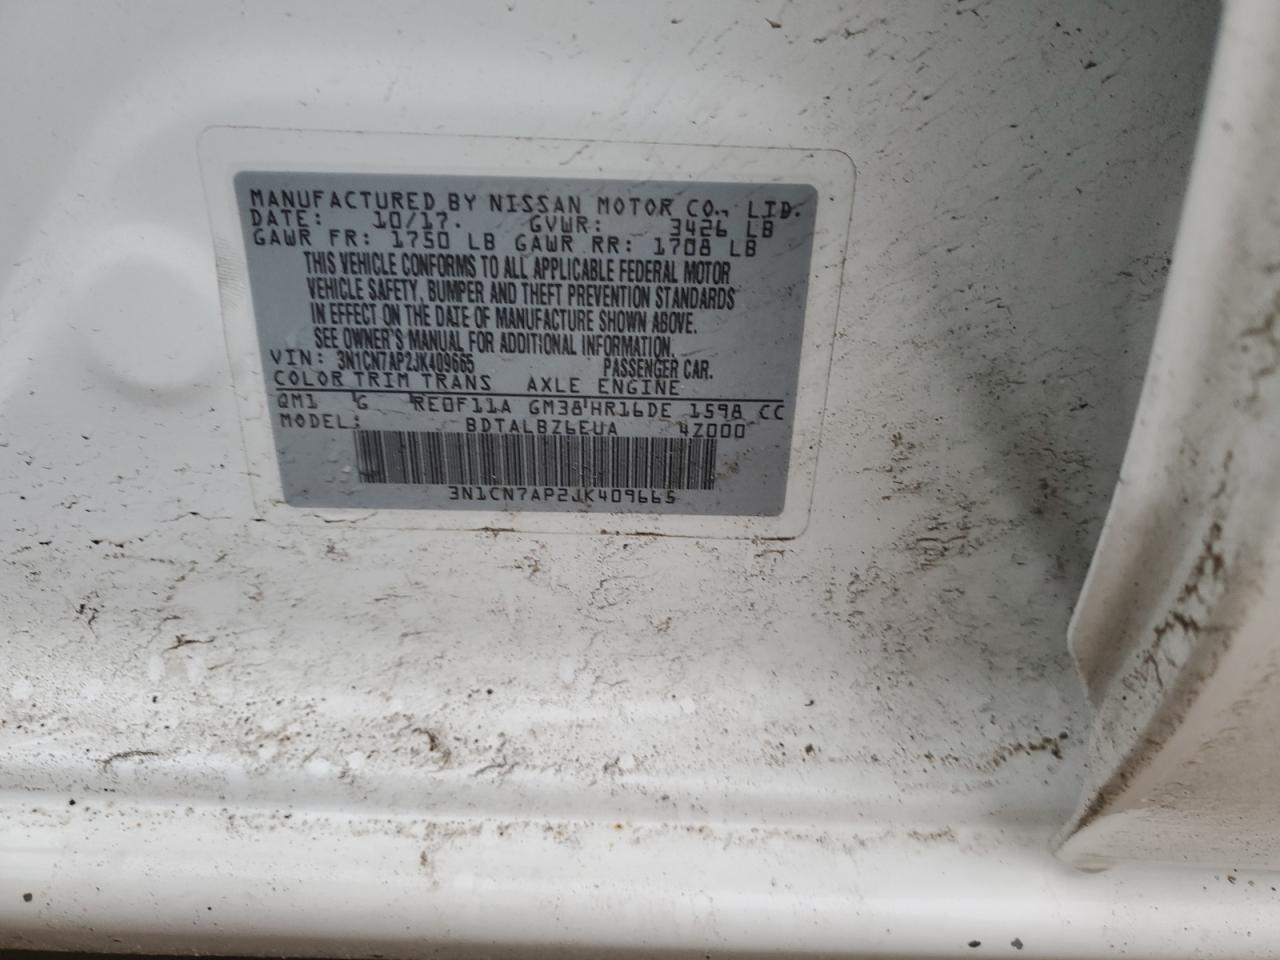 MANUFACTURED BY NISSAN MOTOR CO., LTD.
DATE: 10/17. GVWR: 3426 LB
GAWR FR: 1750 LB GAWR RR: 1708 LB
THIS VEHICLE CONFORMS TO ALL APPLICABLE FEDERAL MOTOR
VEHICLE SAFETY, BUMPER AND THEFT PREVENTION STANDARDS
IN EFFECT ON THE DATE OF MANUFACTURE SHOWN ABOVE.
SEE OWNER'S MANUAL FOR ADDITIONAL INFORMATION.
VIN: 3N1CN7AP2JK409665 PASSENGER CAR.
COLOR TRIM TRANS AXLE ENGINE
QM1 G RE0F11A GM38 HR16DE 1598 CC
MODEL: BDTALBZ6EUA 4Z000
3N1CN7AP2JK409665